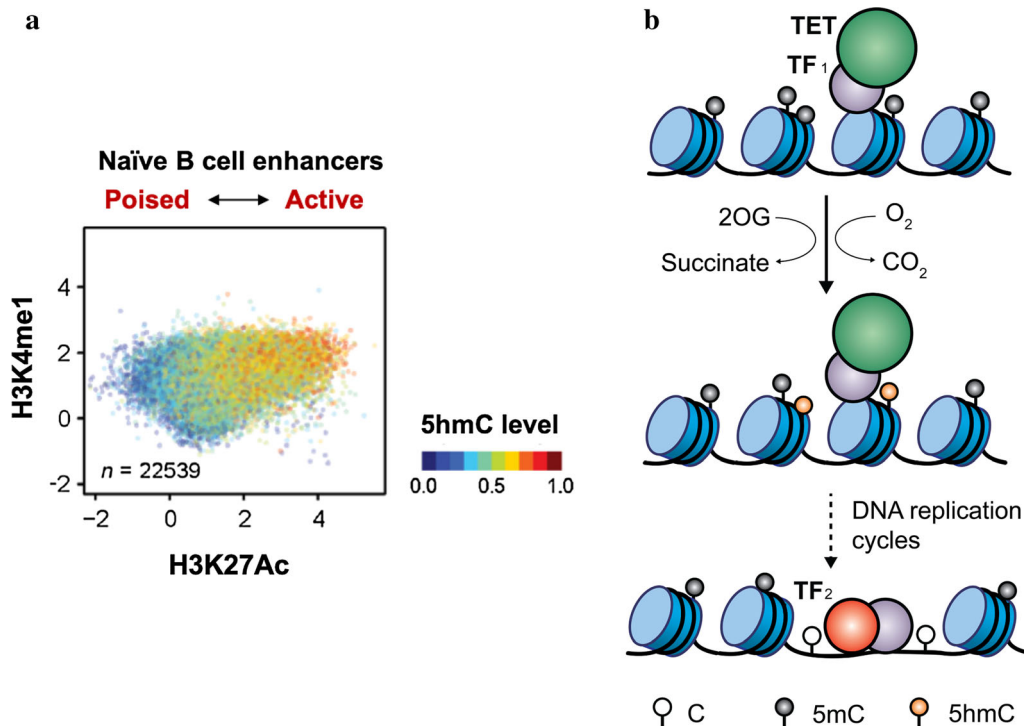 a
Naïve B cell enhancers
Poised Active
H3K4me1
4
2
0
-2
n = 22539
−2 0 2 4
H3K27Ac
5hmC level
0.0 0.5 1.0
b
TET
TF1
2OG O2
Succinate CO2
DNA replication
cycles
TF2
C 5mC 5hmC